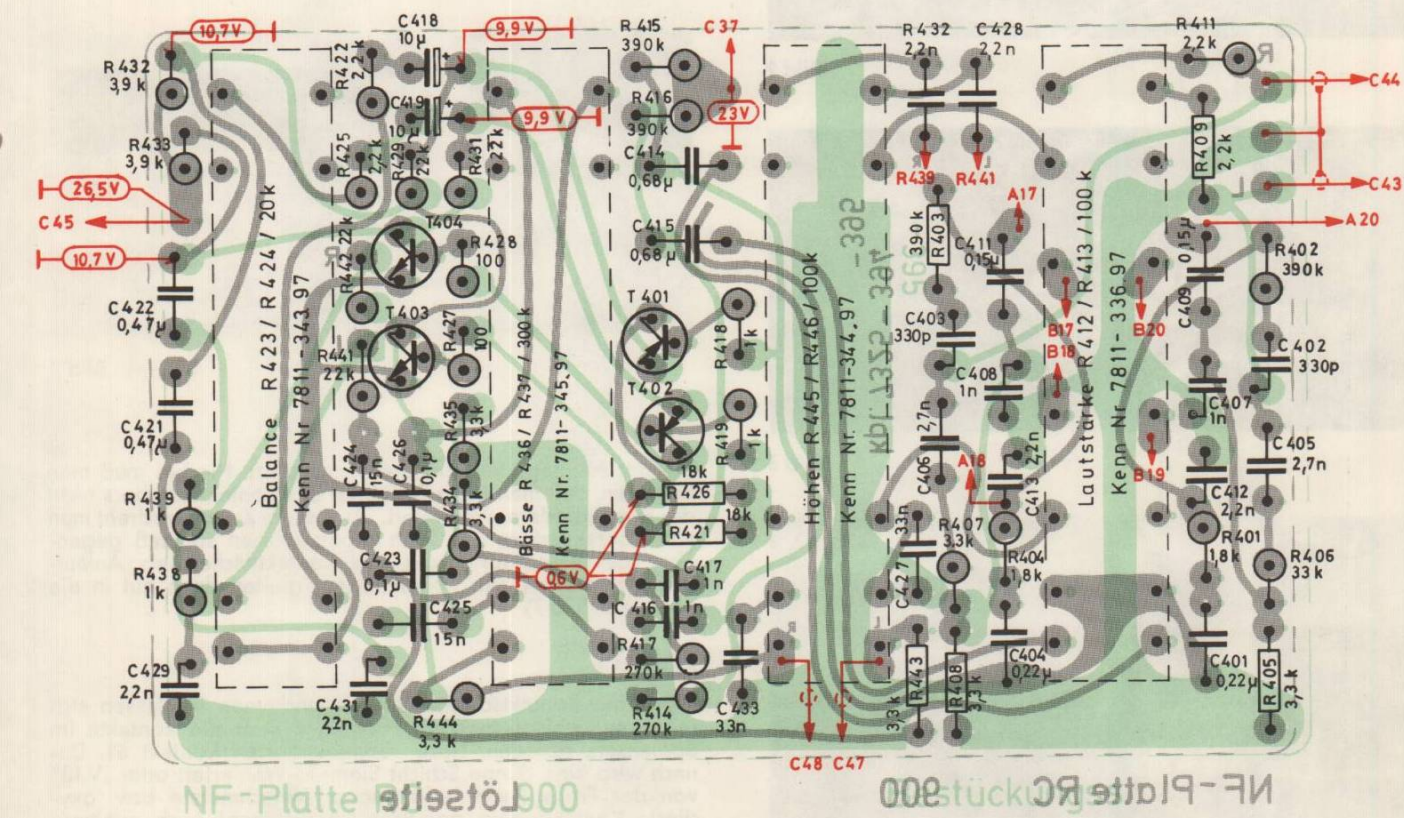 10,7V
C418
10µ
9,9V
R415
390k
C37
R432
2,2n
C428
2,2n
R411
2,2k
R432
3,9k
R422
2,2k
C419
10µ
9,9V
R416
390k
23V
C44
R433
3,9k
R425
2,2k
R429
22k
R431
22k
C414
0,68µ
R439
R441
R409
2,2k
26,5V
C45
T404
A17
C43
A20
10,7V
R442 22k
R428
100
C415
0,68µ
390k
R403
C411
0,15µ
0,15µ
C409
R402
390k
C422
0,47µ
T403
R427
100
T401
R418
1k
C403
330p
B17
B18
B20
C402
330p
R441
22k
T402
R419
1k
C408
1n
C407
1n
C421
0,47µ
C424
15n
C426
0,1µ
R435
3,3k
2,7n
C406
A18
C413
2,2n
B19
C405
2,7n
R439
1k
R434
3,3k
18k
R426
R421
18k
33n
C427
R407
3,3k
R404
1,8k
C412
2,2n
R401
1,8k
R406
33k
R438
1k
C423
0,1µ
0,6V
C417
1n
C425
15n
C416
1n
R417
270k
C404
0,22µ
C401
0,22µ
C429
2,2n
C431
2,2n
R444
3,3k
R414
270k
C433
33n
R443
3,3k
R408
3,3k
R405
3,3k
C48
C47
Balance R423/R424/20k
Kenn Nr 7811-343.97
Bässe R436/R437/300k
Kenn Nr. 7811-345.97
Höhen R445/R446/100k
Kenn Nr. 7811-344.97
Lautstärke R412/R413/100k
Kenn Nr 7811-336.97
NF-Platte RC 900
Lötseite
NF-Platte RC 900